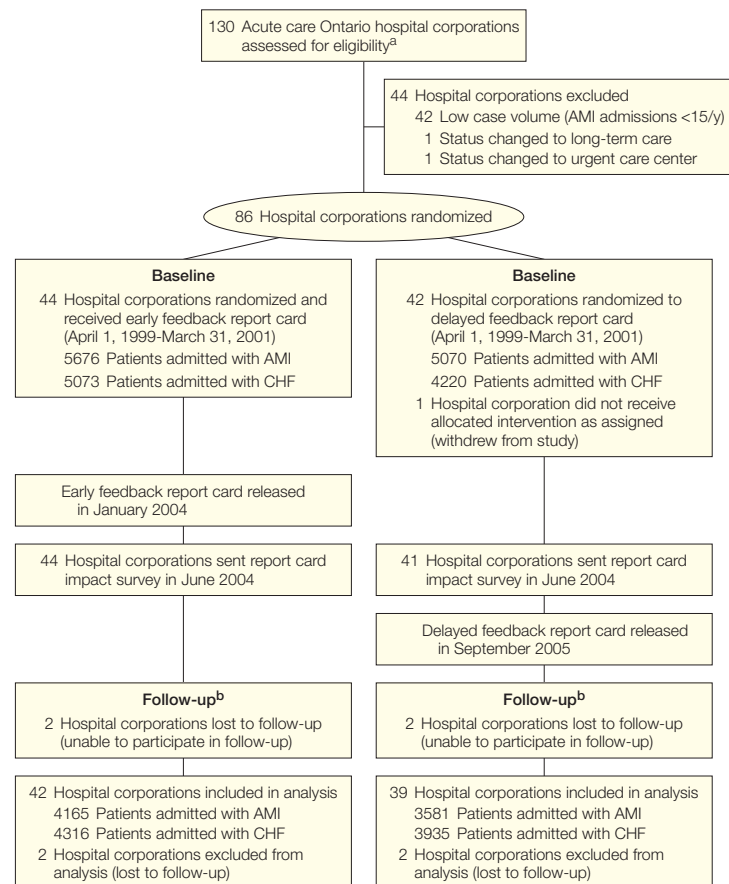 130 Acute care Ontario hospital corporations
assessed for eligibilitya
44 Hospital corporations excluded
42 Low case volume (AMI admissions <15/y)
1 Status changed to long-term care
1 Status changed to urgent care center
86 Hospital corporations randomized
Baseline
44 Hospital corporations randomized and
received early feedback report card
(April 1, 1999-March 31, 2001)
5676 Patients admitted with AMI
5073 Patients admitted with CHF
Baseline
42 Hospital corporations randomized to
delayed feedback report card
(April 1, 1999-March 31, 2001)
5070 Patients admitted with AMI
4220 Patients admitted with CHF
1 Hospital corporation did not receive
allocated intervention as assigned
(withdrew from study)
Early feedback report card released
in January 2004
44 Hospital corporations sent report card
impact survey in June 2004
41 Hospital corporations sent report card
impact survey in June 2004
Delayed feedback report card released
in September 2005
Follow-upb
2 Hospital corporations lost to follow-up
(unable to participate in follow-up)
Follow-upb
2 Hospital corporations lost to follow-up
(unable to participate in follow-up)
42 Hospital corporations included in analysis
4165 Patients admitted with AMI
4316 Patients admitted with CHF
2 Hospital corporations excluded from
analysis (lost to follow-up)
39 Hospital corporations included in analysis
3581 Patients admitted with AMI
3935 Patients admitted with CHF
2 Hospital corporations excluded from
analysis (lost to follow-up)